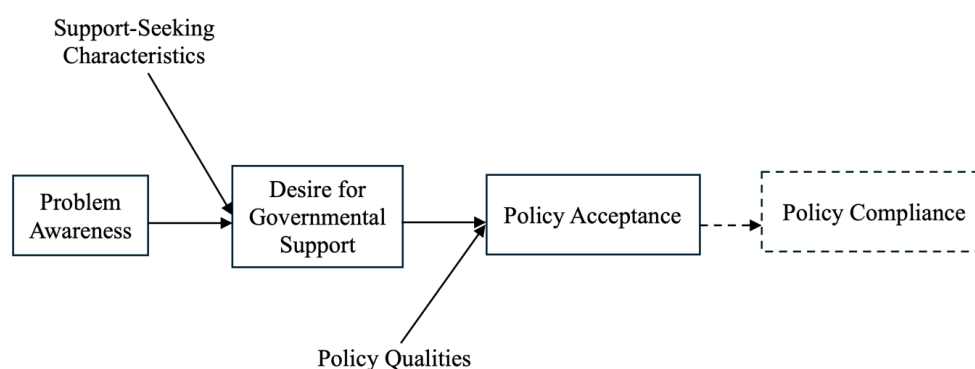 Support-Seeking
Characteristics
Problem
Awareness
Desire for
Governmental
Support
Policy Acceptance
Policy Compliance
Policy Qualities